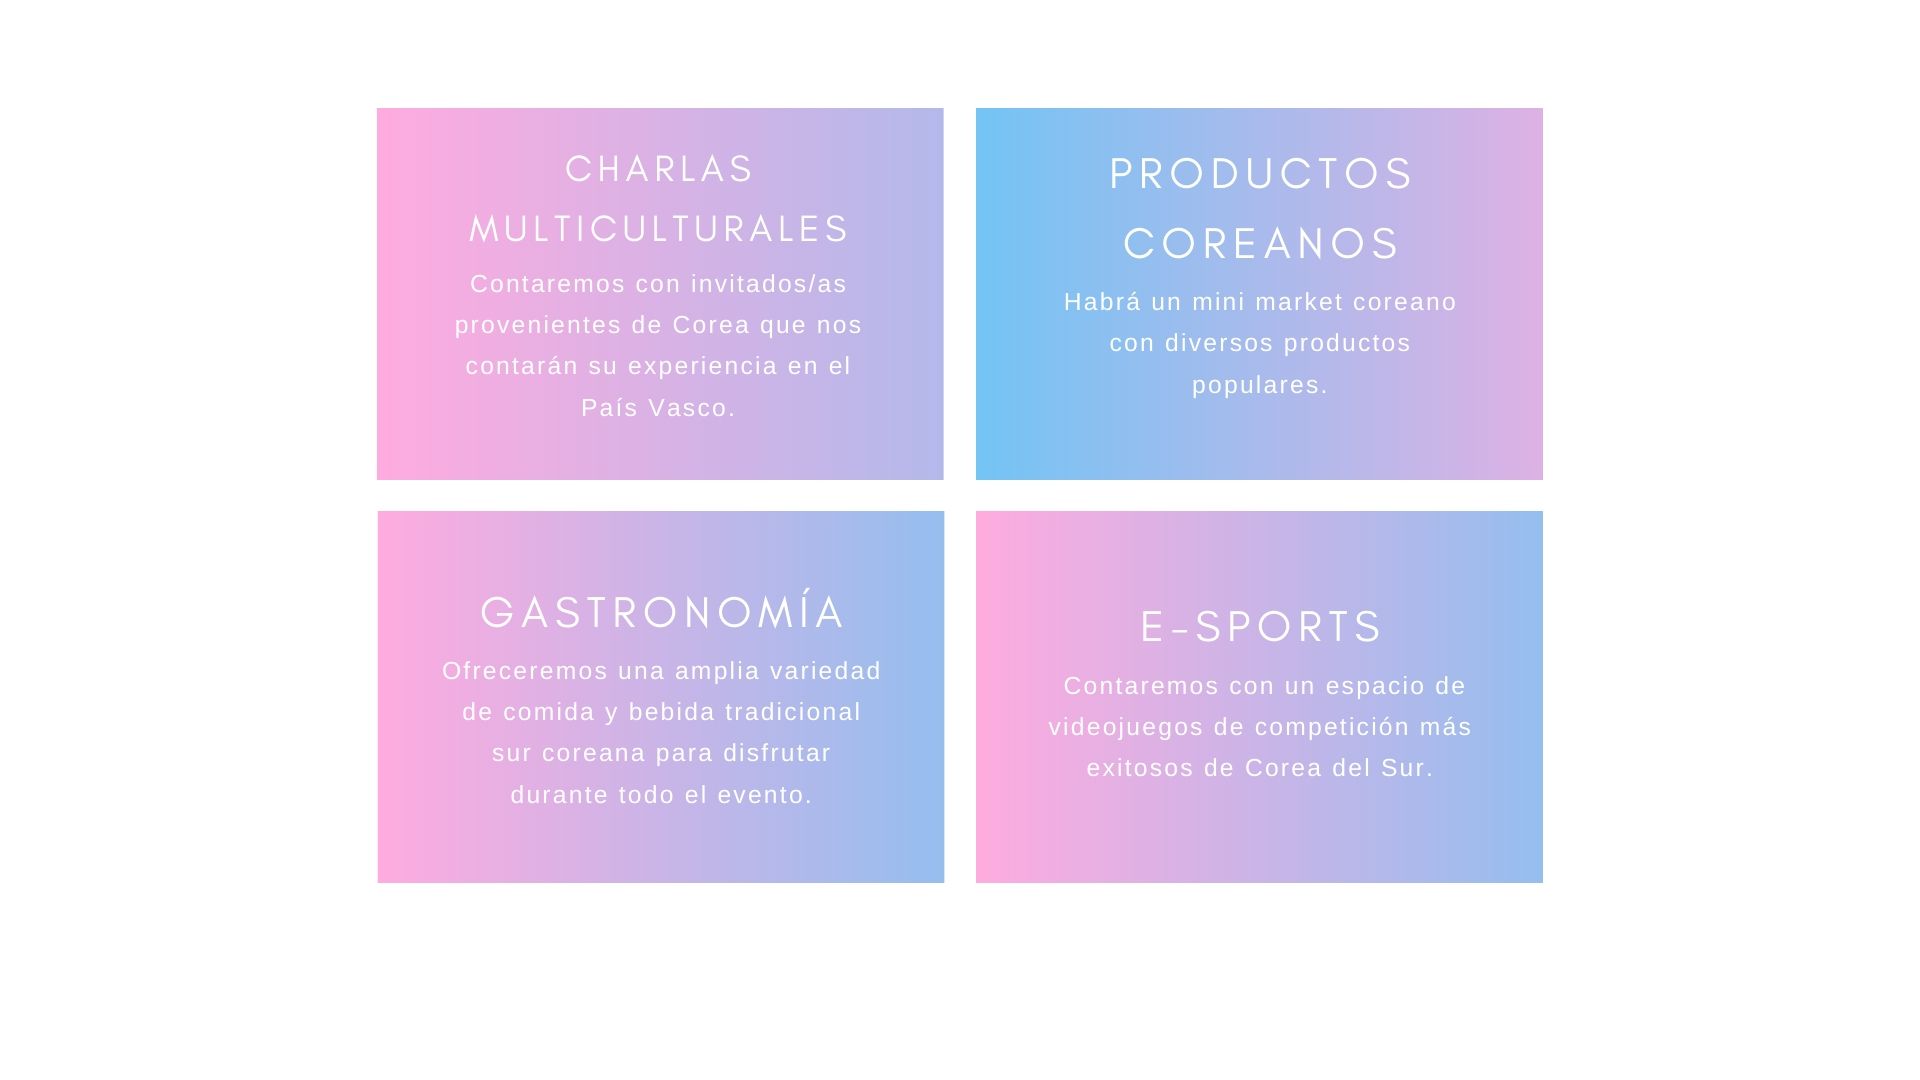 CHARLAS
MULTICULTURALES
Contaremos con invitados/as
provenientes de Corea que nos
contarán su experiencia en el
País Vasco.
PRODUCTOS
COREANOS
Habrá un mini market coreano
con diversos productos
populares.
GASTRONOMÍA
Ofreceremos una amplia variedad
de comida y bebida tradicional
sur coreana para disfrutar
durante todo el evento.
E-SPORTS
Contaremos con un espacio de
videojuegos de competición más
exitosos de Corea del Sur.